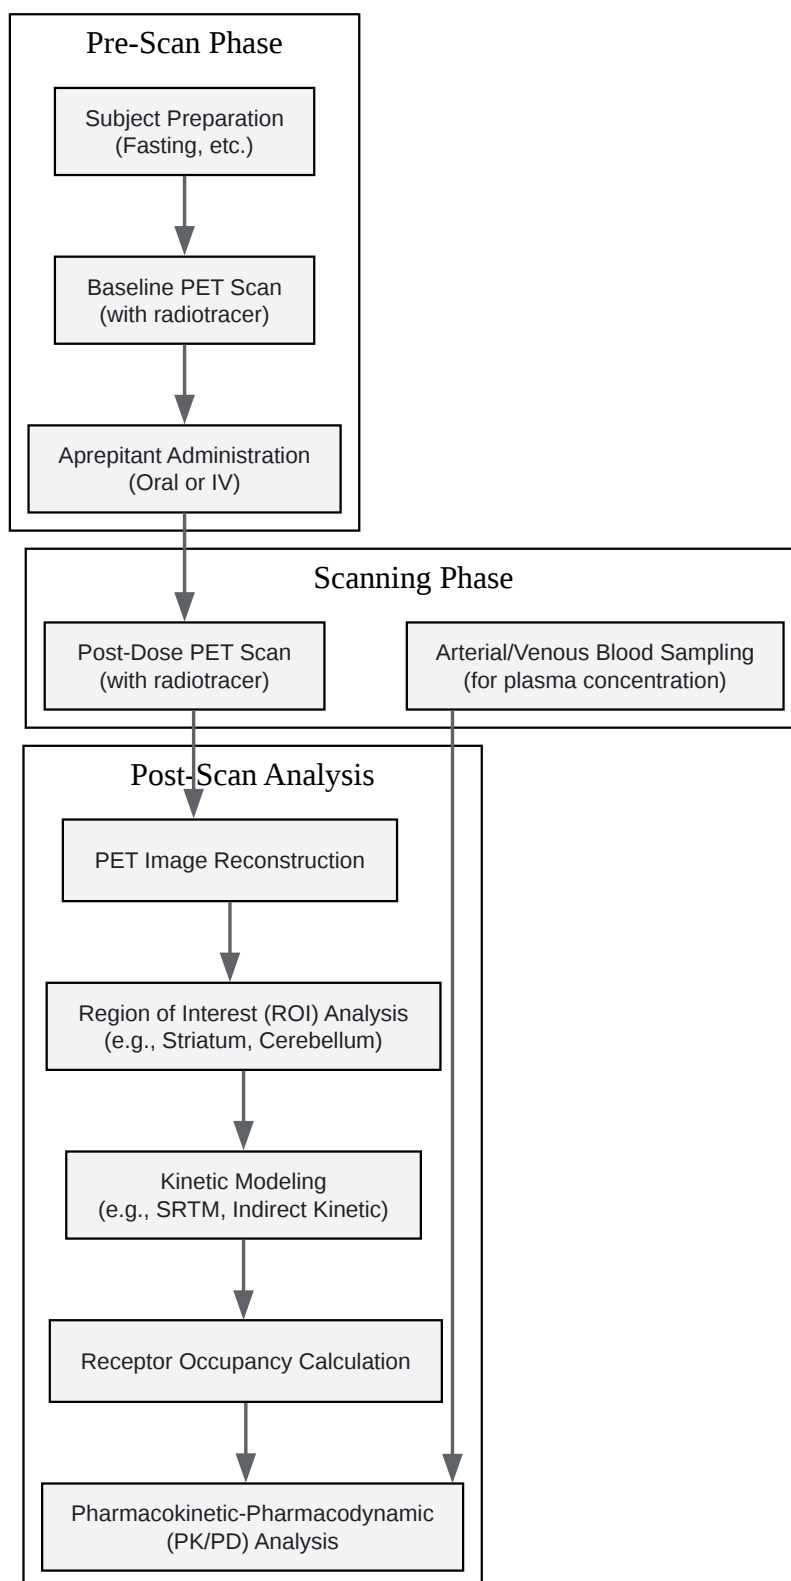 Pre-Scan Phase
Subject Preparation
(Fasting, etc.)
Baseline PET Scan
(with radiotracer)
Aprepitant Administration
(Oral or IV)
Scanning Phase
Post-Dose PET Scan
(with radiotracer)
Arterial/Venous Blood Sampling
(for plasma concentration)
Post-Scan Analysis
PET Image Reconstruction
Region of Interest (ROI) Analysis
(e.g., Striatum, Cerebellum)
Kinetic Modeling
(e.g., SRTM, Indirect Kinetic)
Receptor Occupancy Calculation
Pharmacokinetic-Pharmacodynamic
(PK/PD) Analysis